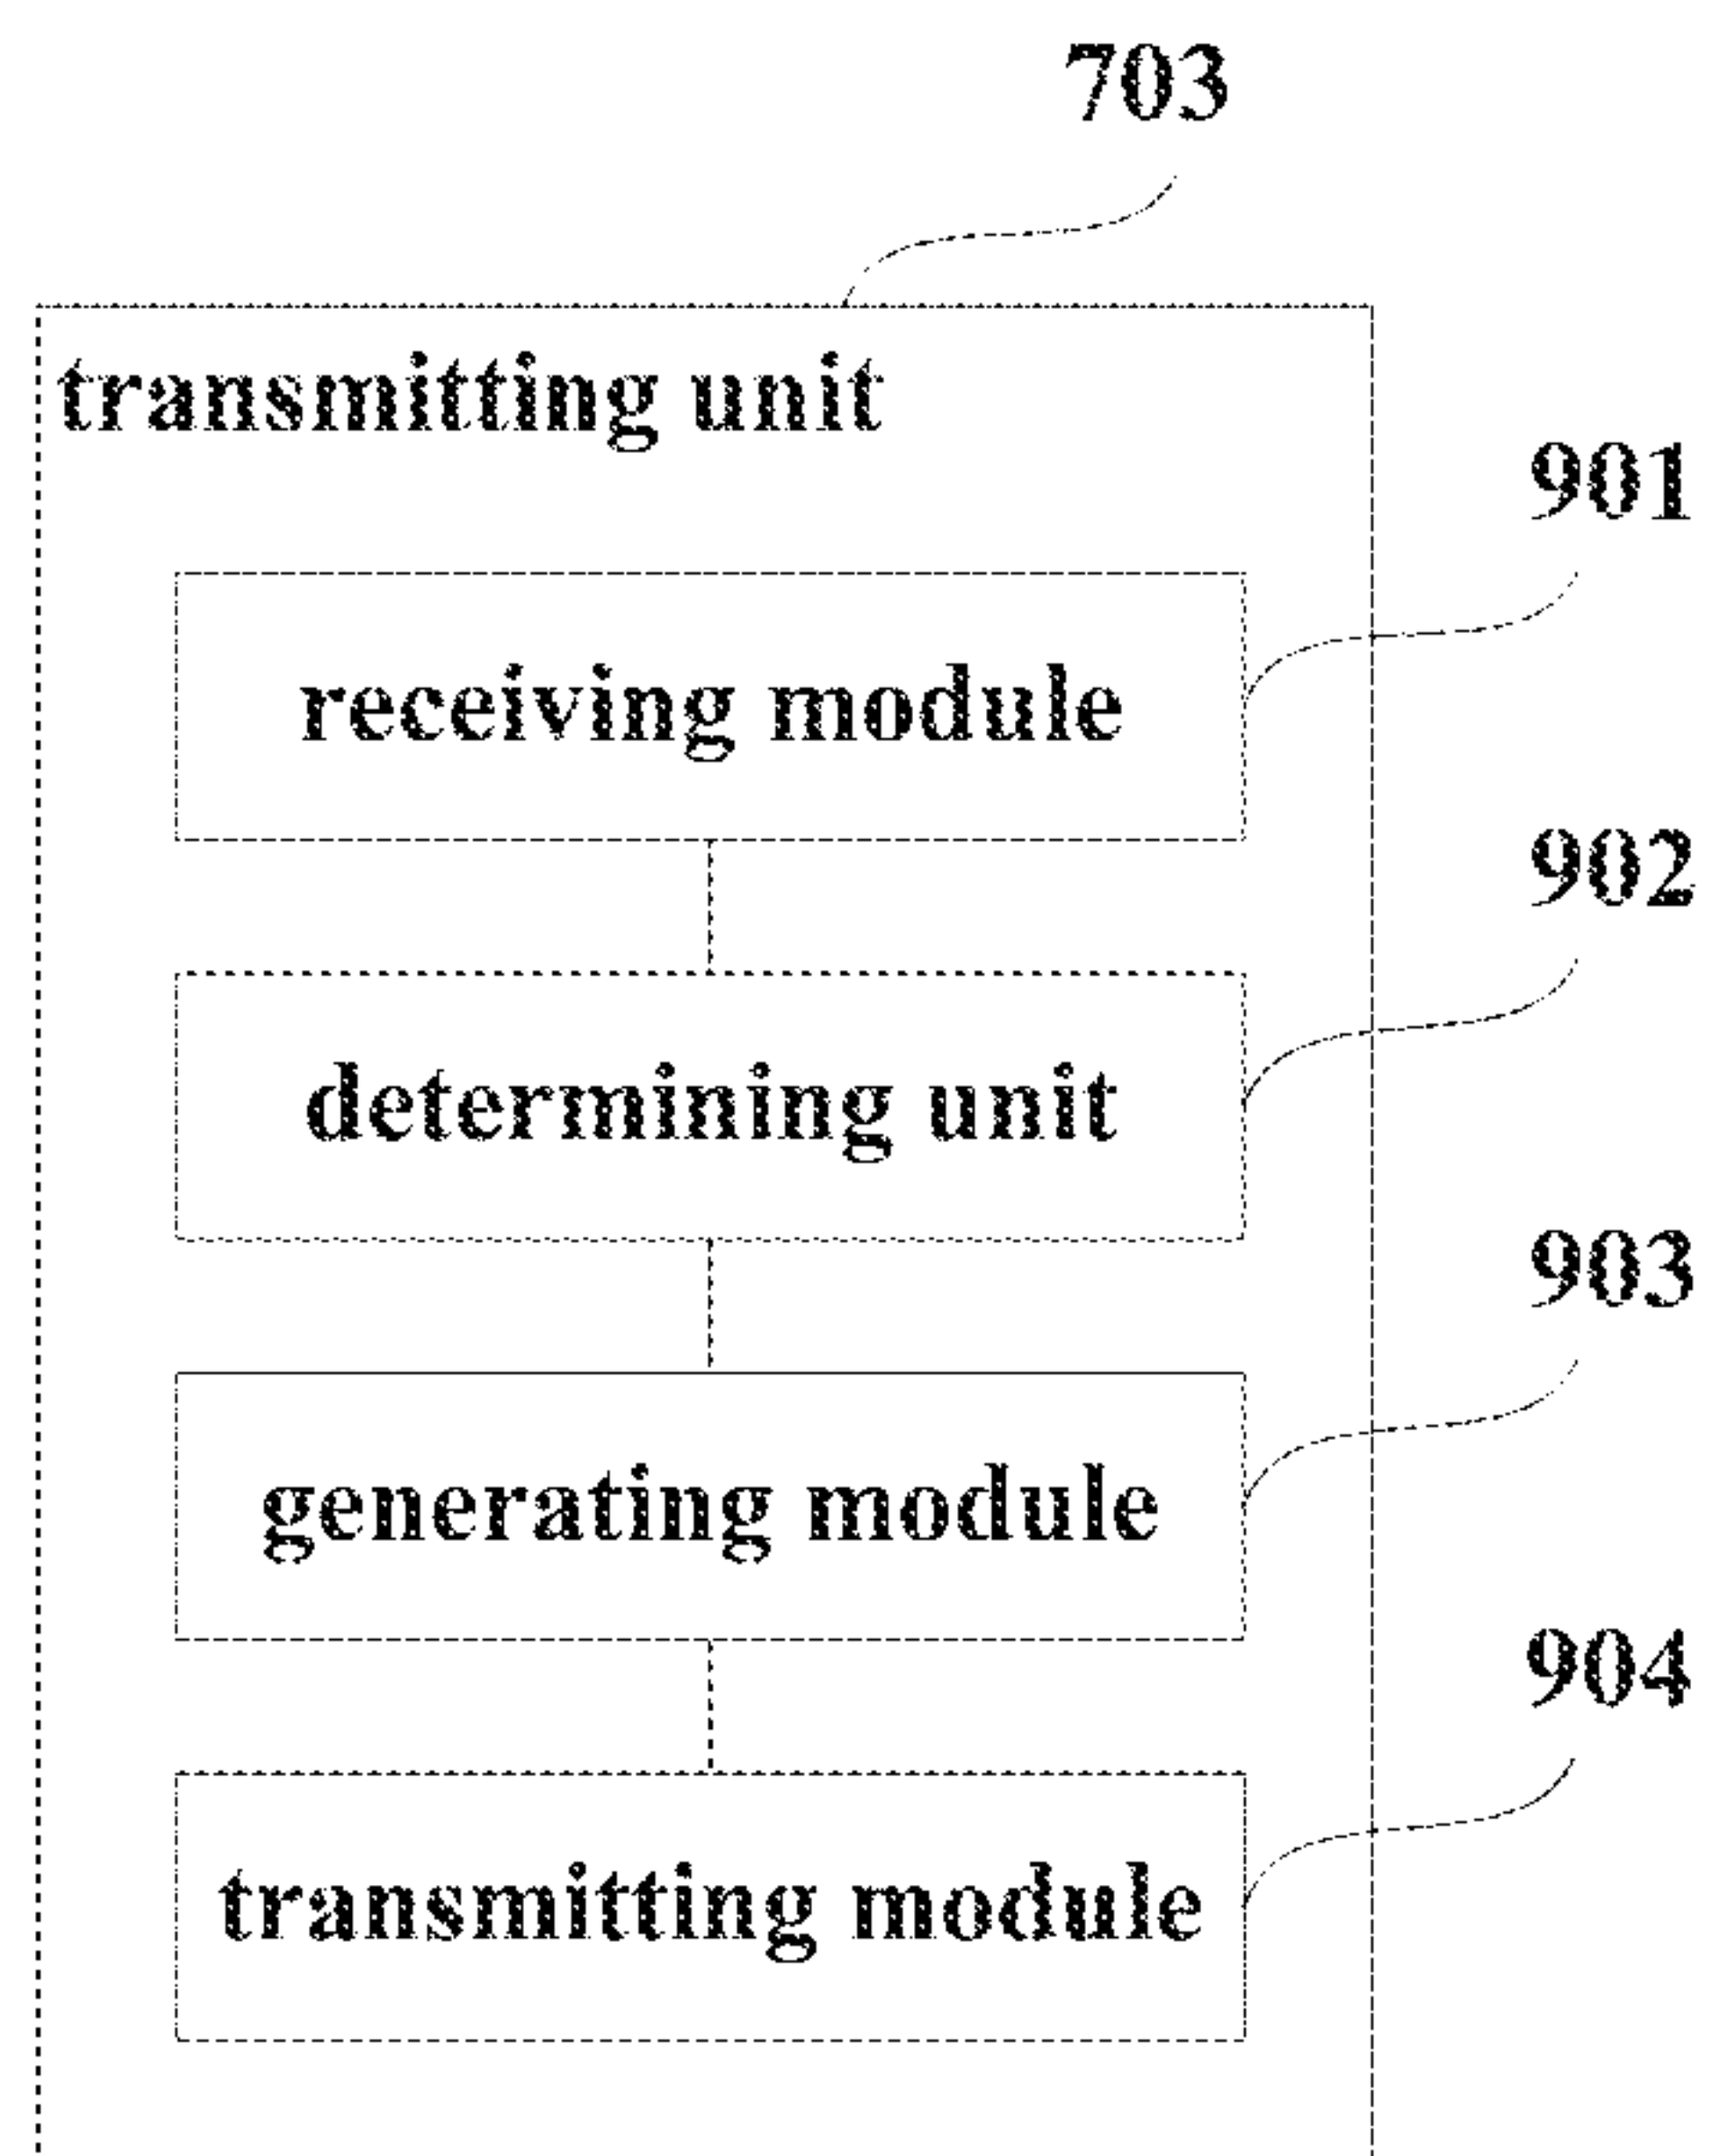 703
transmitting unit
901
receiving module
902
determining unit
903
generating module
904
transmitting module